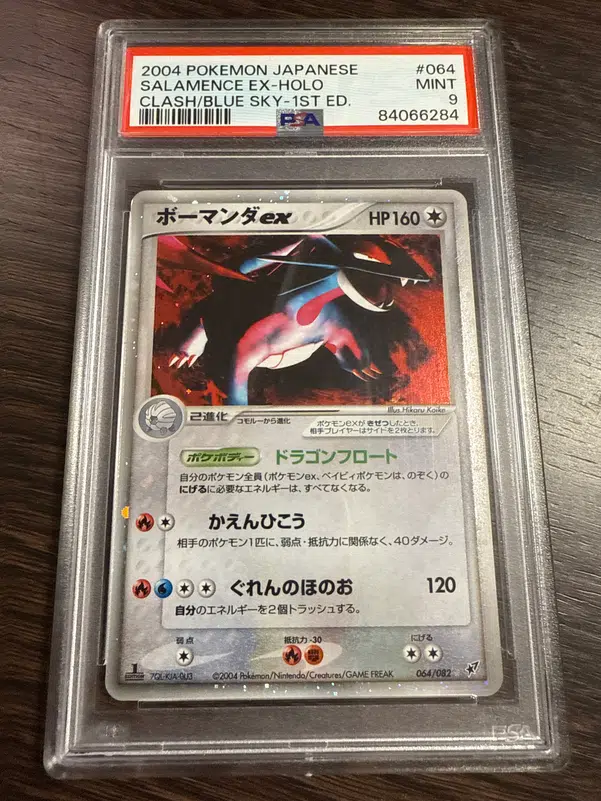 2004 POKEMON JAPANESE #064
SALAMENCE EX-HOLO MINT
CLASH/BLUE SKY-1ST ED. 9
PSA 84066284
ボーマンダex HP160
Illus.Hikaru Koike
2進化 コモルーから進化
ポケモンexがきぜつしたとき、
相手プレイヤーはサイドを2枚とります。
ポケボディー ドラゴンフロート
自分のポケモン全員(ポケモンex、ベイビィポケモンは、のぞく)の
にげるに必要なエネルギーは、すべてなくなる。
かえんひこう
相手のポケモン1匹に、弱点・抵抗力に関係なく、40ダメージ。
ぐれんのほのお 120
自分のエネルギーを2個トラッシュする。
弱点 抵抗力 -30 にげる
1 EDITION
7QL-KJA-0U3 ©2004 Pokémon/Nintendo/Creatures/GAME FREAK 064/082